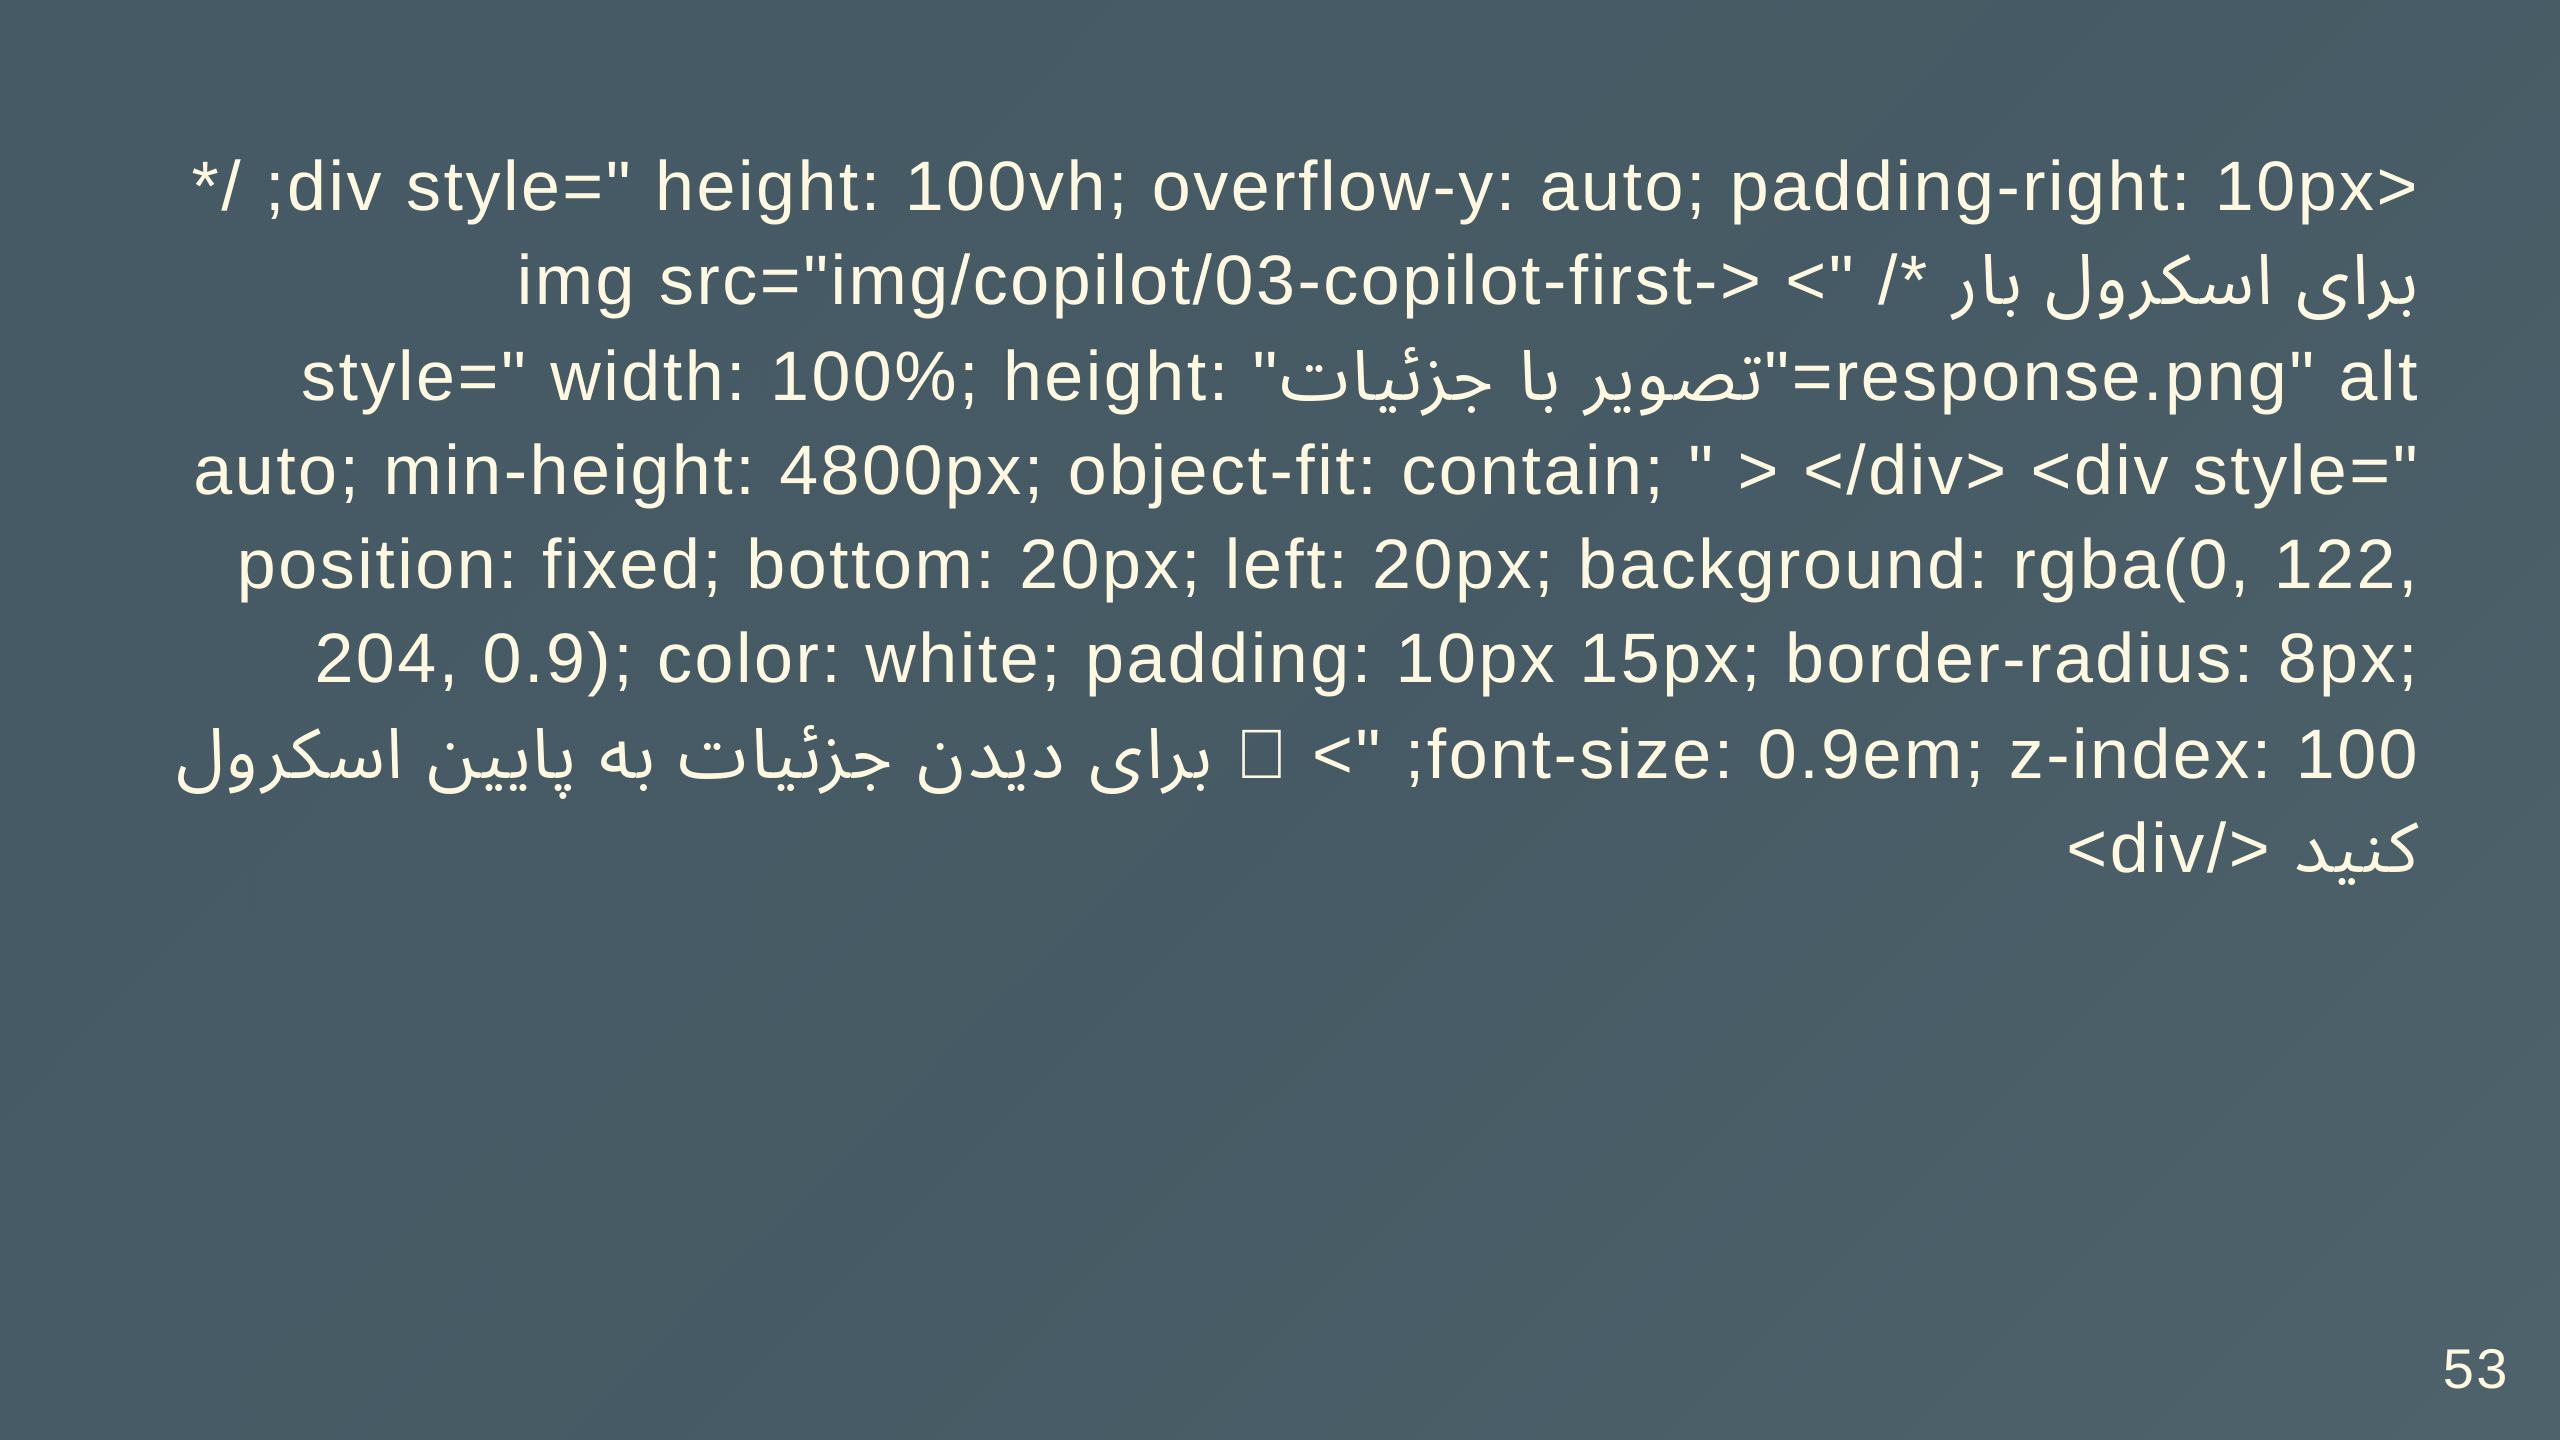 <div style=" height: 100vh; overflow-y: auto; padding-right: 10px; /*
برای اسکرول بار */ "> <img src="img/copilot/03-copilot-first-
response.png" alt="تصویر با جزئیات" style=" width: 100%; height:
auto; min-height: 4800px; object-fit: contain; " > </div> <div style="
position: fixed; bottom: 20px; left: 20px; background: rgba(0, 122,
204, 0.9); color: white; padding: 10px 15px; border-radius: 8px;
font-size: 0.9em; z-index: 100; "> برای دیدن جزئیات به پایین اسکرول
کنید </div>
53